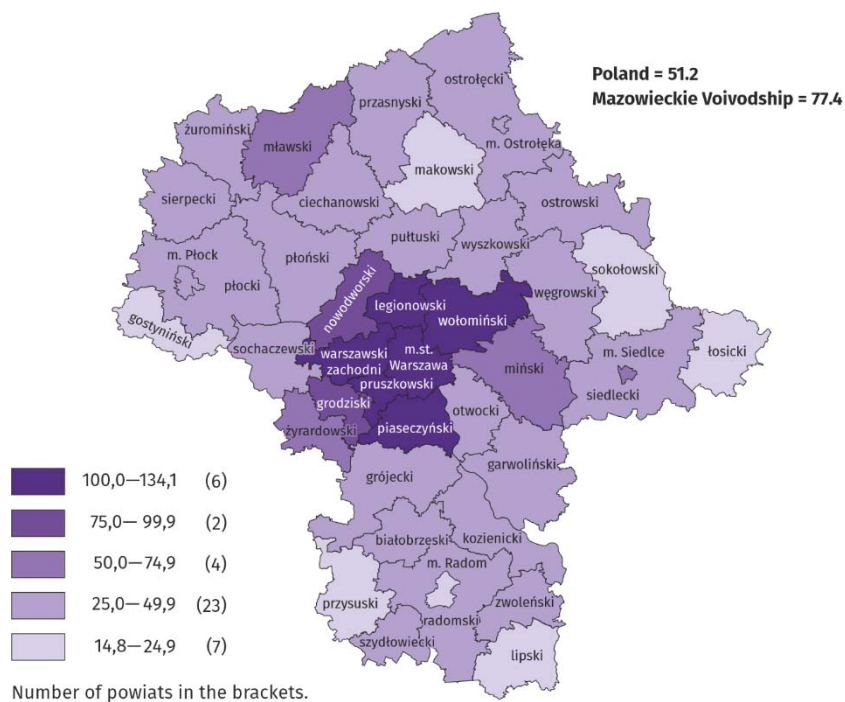 Poland = 51.2
Mazowieckie Voivodship = 77.4
ostrołęcki
przasnyski
żuromiński
mławski
m. Ostrołęka
makowski
sierpecki
ciechanowski
ostrowski
pułtuski
wyszkowski
m. Płock
płoński
sokołowski
płocki
nowodworski
węgrowski
legionowski
wołomiński
gostyniński
sochaczewski
warszawski
zachodni
m.st.
Warszawa
m. Siedlce
łosicki
miński
pruszkowski
siedlecki
grodziski
otwocki
żyrardowski
piaseczyński
garwoliński
grójecki
białobrzeski
kozienicki
m. Radom
przysuski
zwoleński
radomski
szydłowiecki
lipski
100,0—134,1 (6)
75,0— 99,9 (2)
50,0—74,9 (4)
25,0—49,9 (23)
14,8—24,9 (7)
Number of powiats in the brackets.